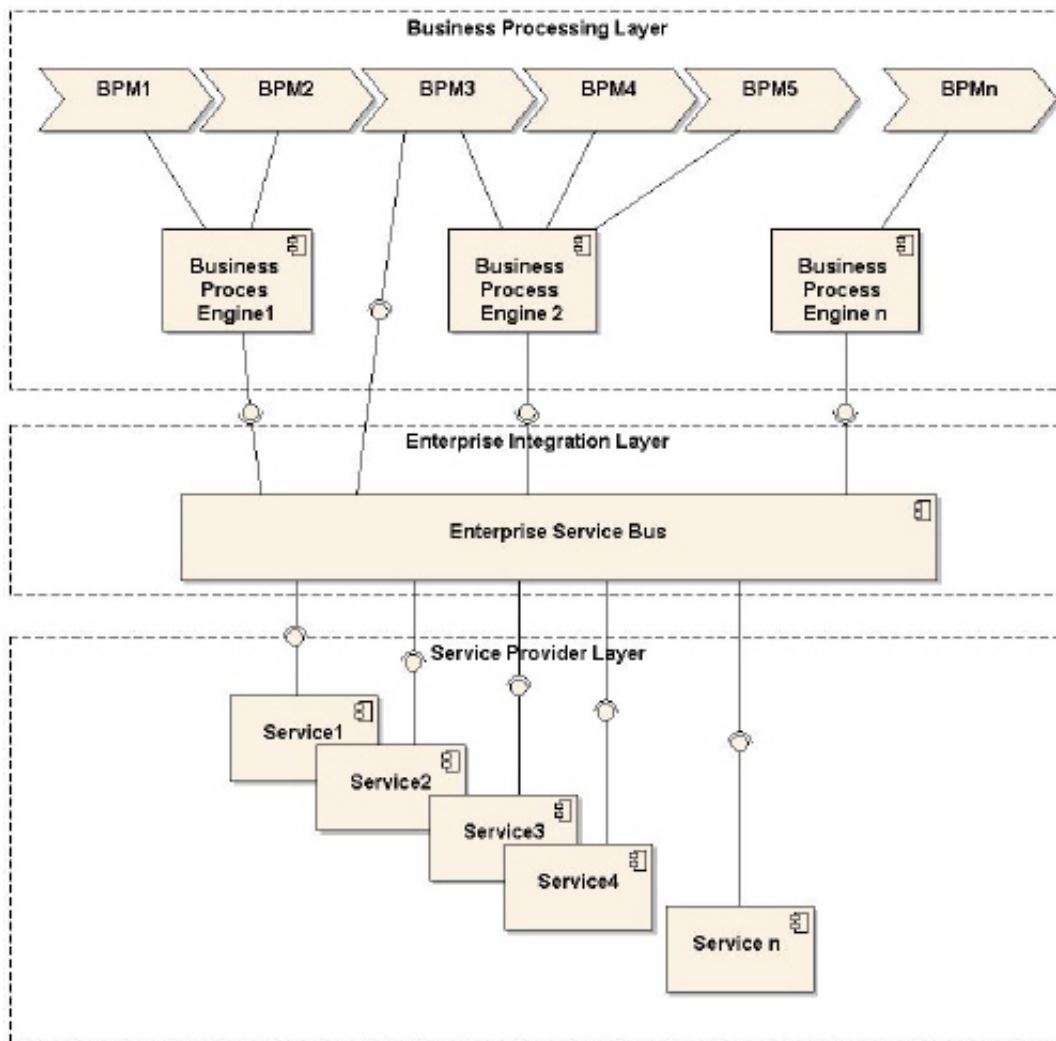 Business Processing Layer
BPM1
BPM2
BPM3
BPM4
BPM5
BPMn
Business
Proces
Engine1
Business
Process
Engine 2
Business
Process
Engine n
Enterprise Integration Layer
Enterprise Service Bus
Service Provider Layer
Service1
Service2
Service3
Service4
Service n